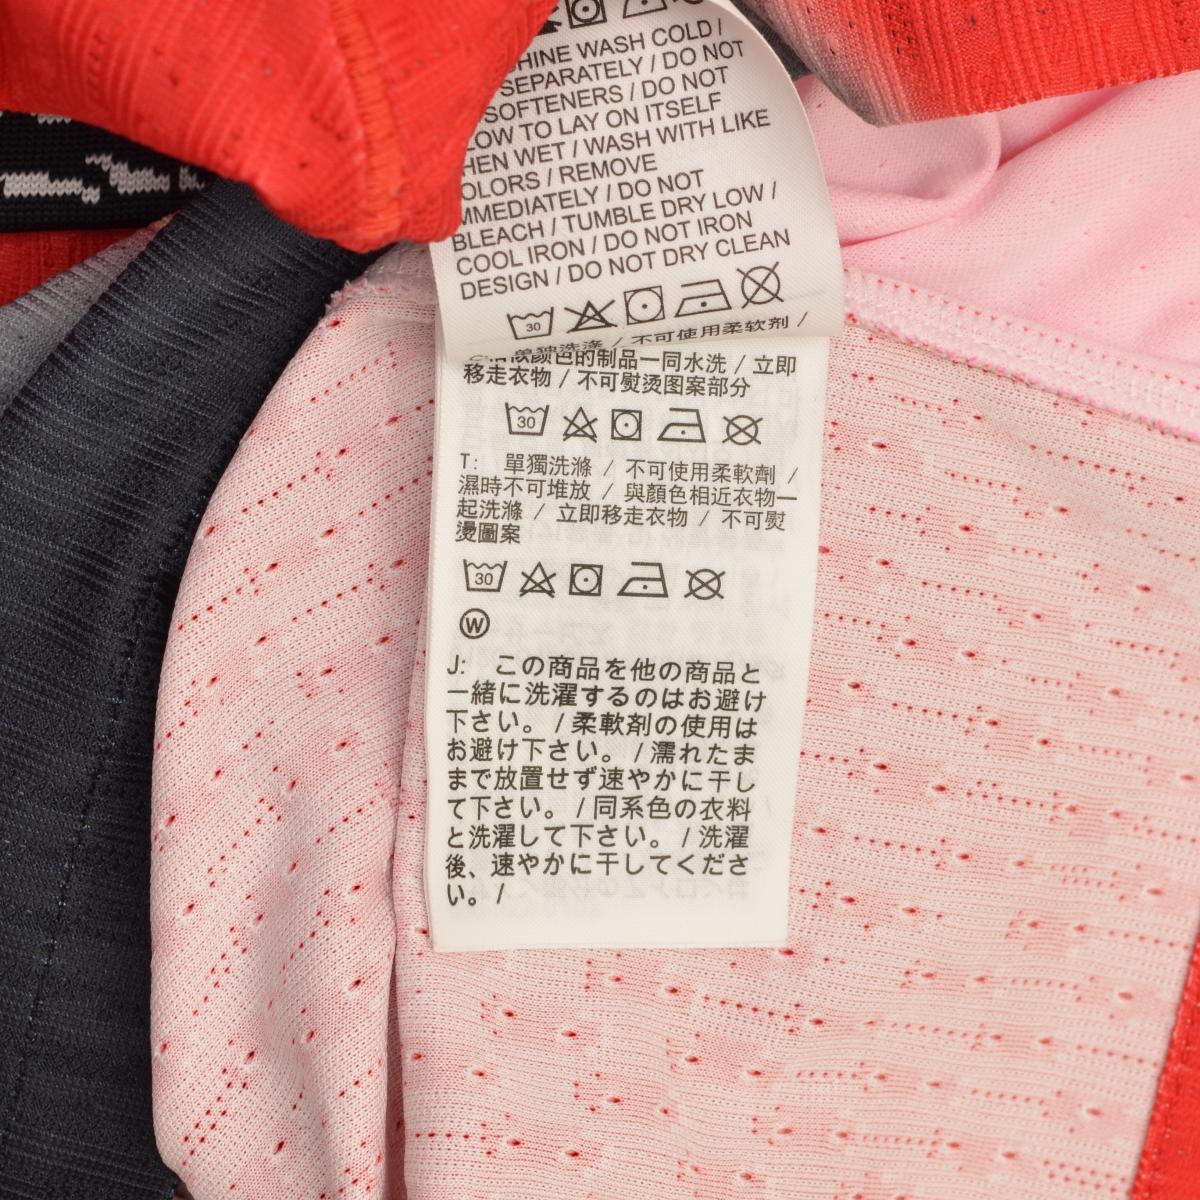 HINE WASH COLD /
SEPARATELY / DO NOT
SOFTENERS / DO NOT
LOW TO LAY ON ITSELF
HEN WET / WASH WITH LIKE
OLORS / REMOVE
MMEDIATELY / DO NOT
BLEACH / TUMBLE DRY LOW /
COOL IRON / DO NOT IRON
DESIGN / DO NOT DRY CLEAN
30
单独洗涤 / 不可使用柔软剂 /
似颜色的制品一同水洗 / 立即
移走衣物 / 不可熨烫图案部分
30
T: 單獨洗滌 / 不可使用柔軟劑 /
濕時不可堆放 / 與顏色相近衣物一
起洗滌 / 立即移走衣物 / 不可熨
燙圖案
30
W
J: この商品を他の商品と
一緒に洗濯するのはお避け
下さい。 / 柔軟剤の使用は
お避け下さい。 / 濡れたま
まで放置せず速やかに干し
て下さい。 / 同系色の衣料
と洗濯して下さい。 / 洗濯
後、速やかに干してくださ
い。 /